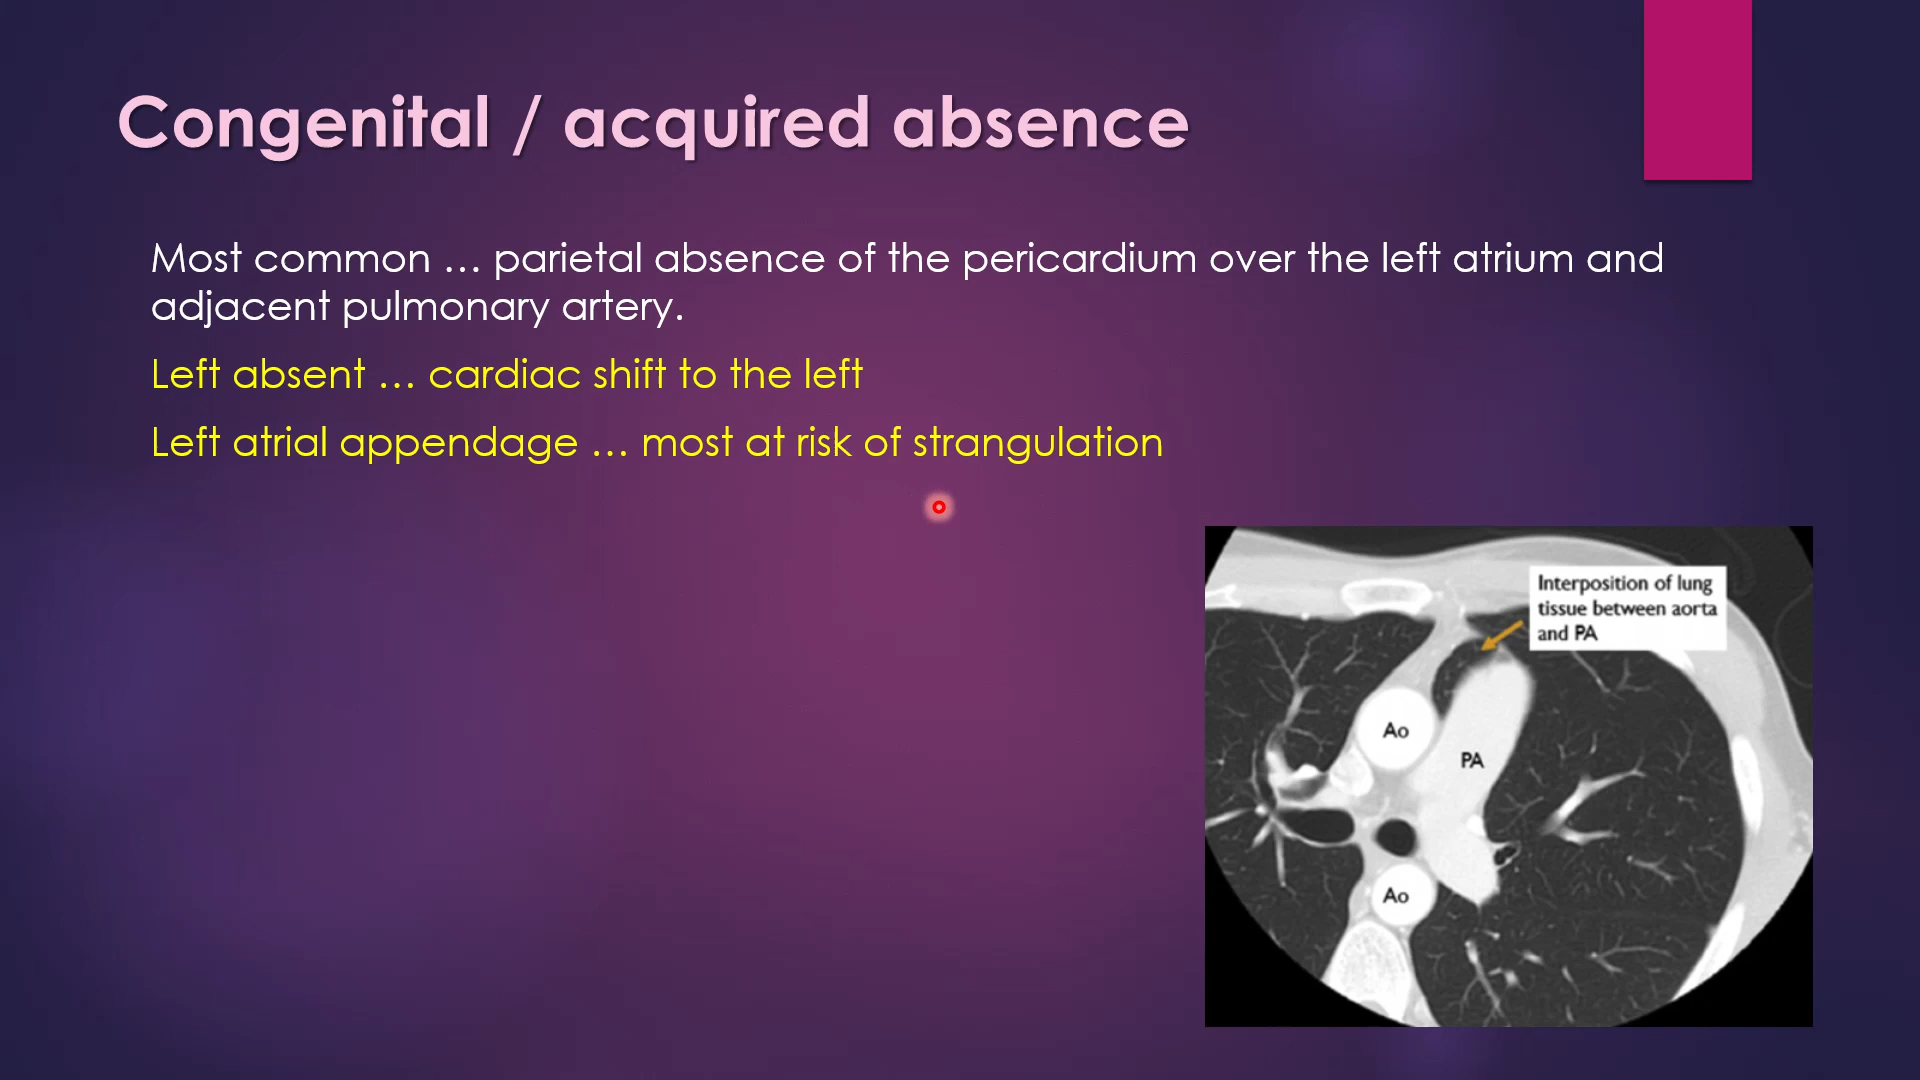 Congenital / acquired absence
Most common … parietal absence of the pericardium over the left atrium and
adjacent pulmonary artery.
Left absent … cardiac shift to the left
Left atrial appendage … most at risk of strangulation
Interposition of lung
tissue between aorta
and PA
Ao
PA
Ao